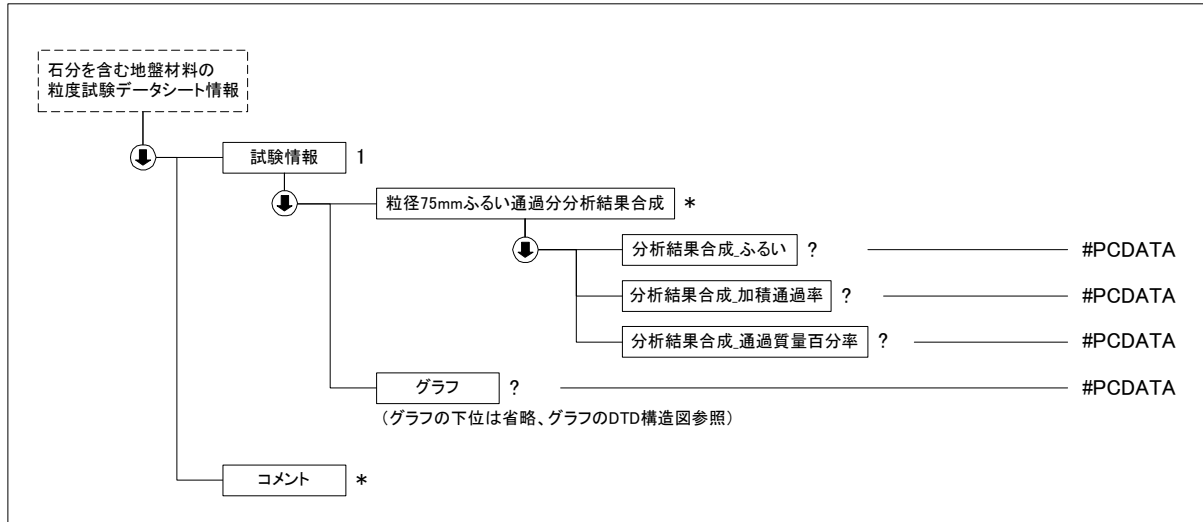 石分を含む地盤材料の
粒度試験データシート情報
試験情報 1
粒径75mmふるい通過分分析結果合成 *
分析結果合成_ふるい ? #PCDATA
分析結果合成_加積通過率 ? #PCDATA
分析結果合成_通過質量百分率 ? #PCDATA
グラフ ? #PCDATA
（グラフの下位は省略、グラフのDTD構造図参照）
コメント *